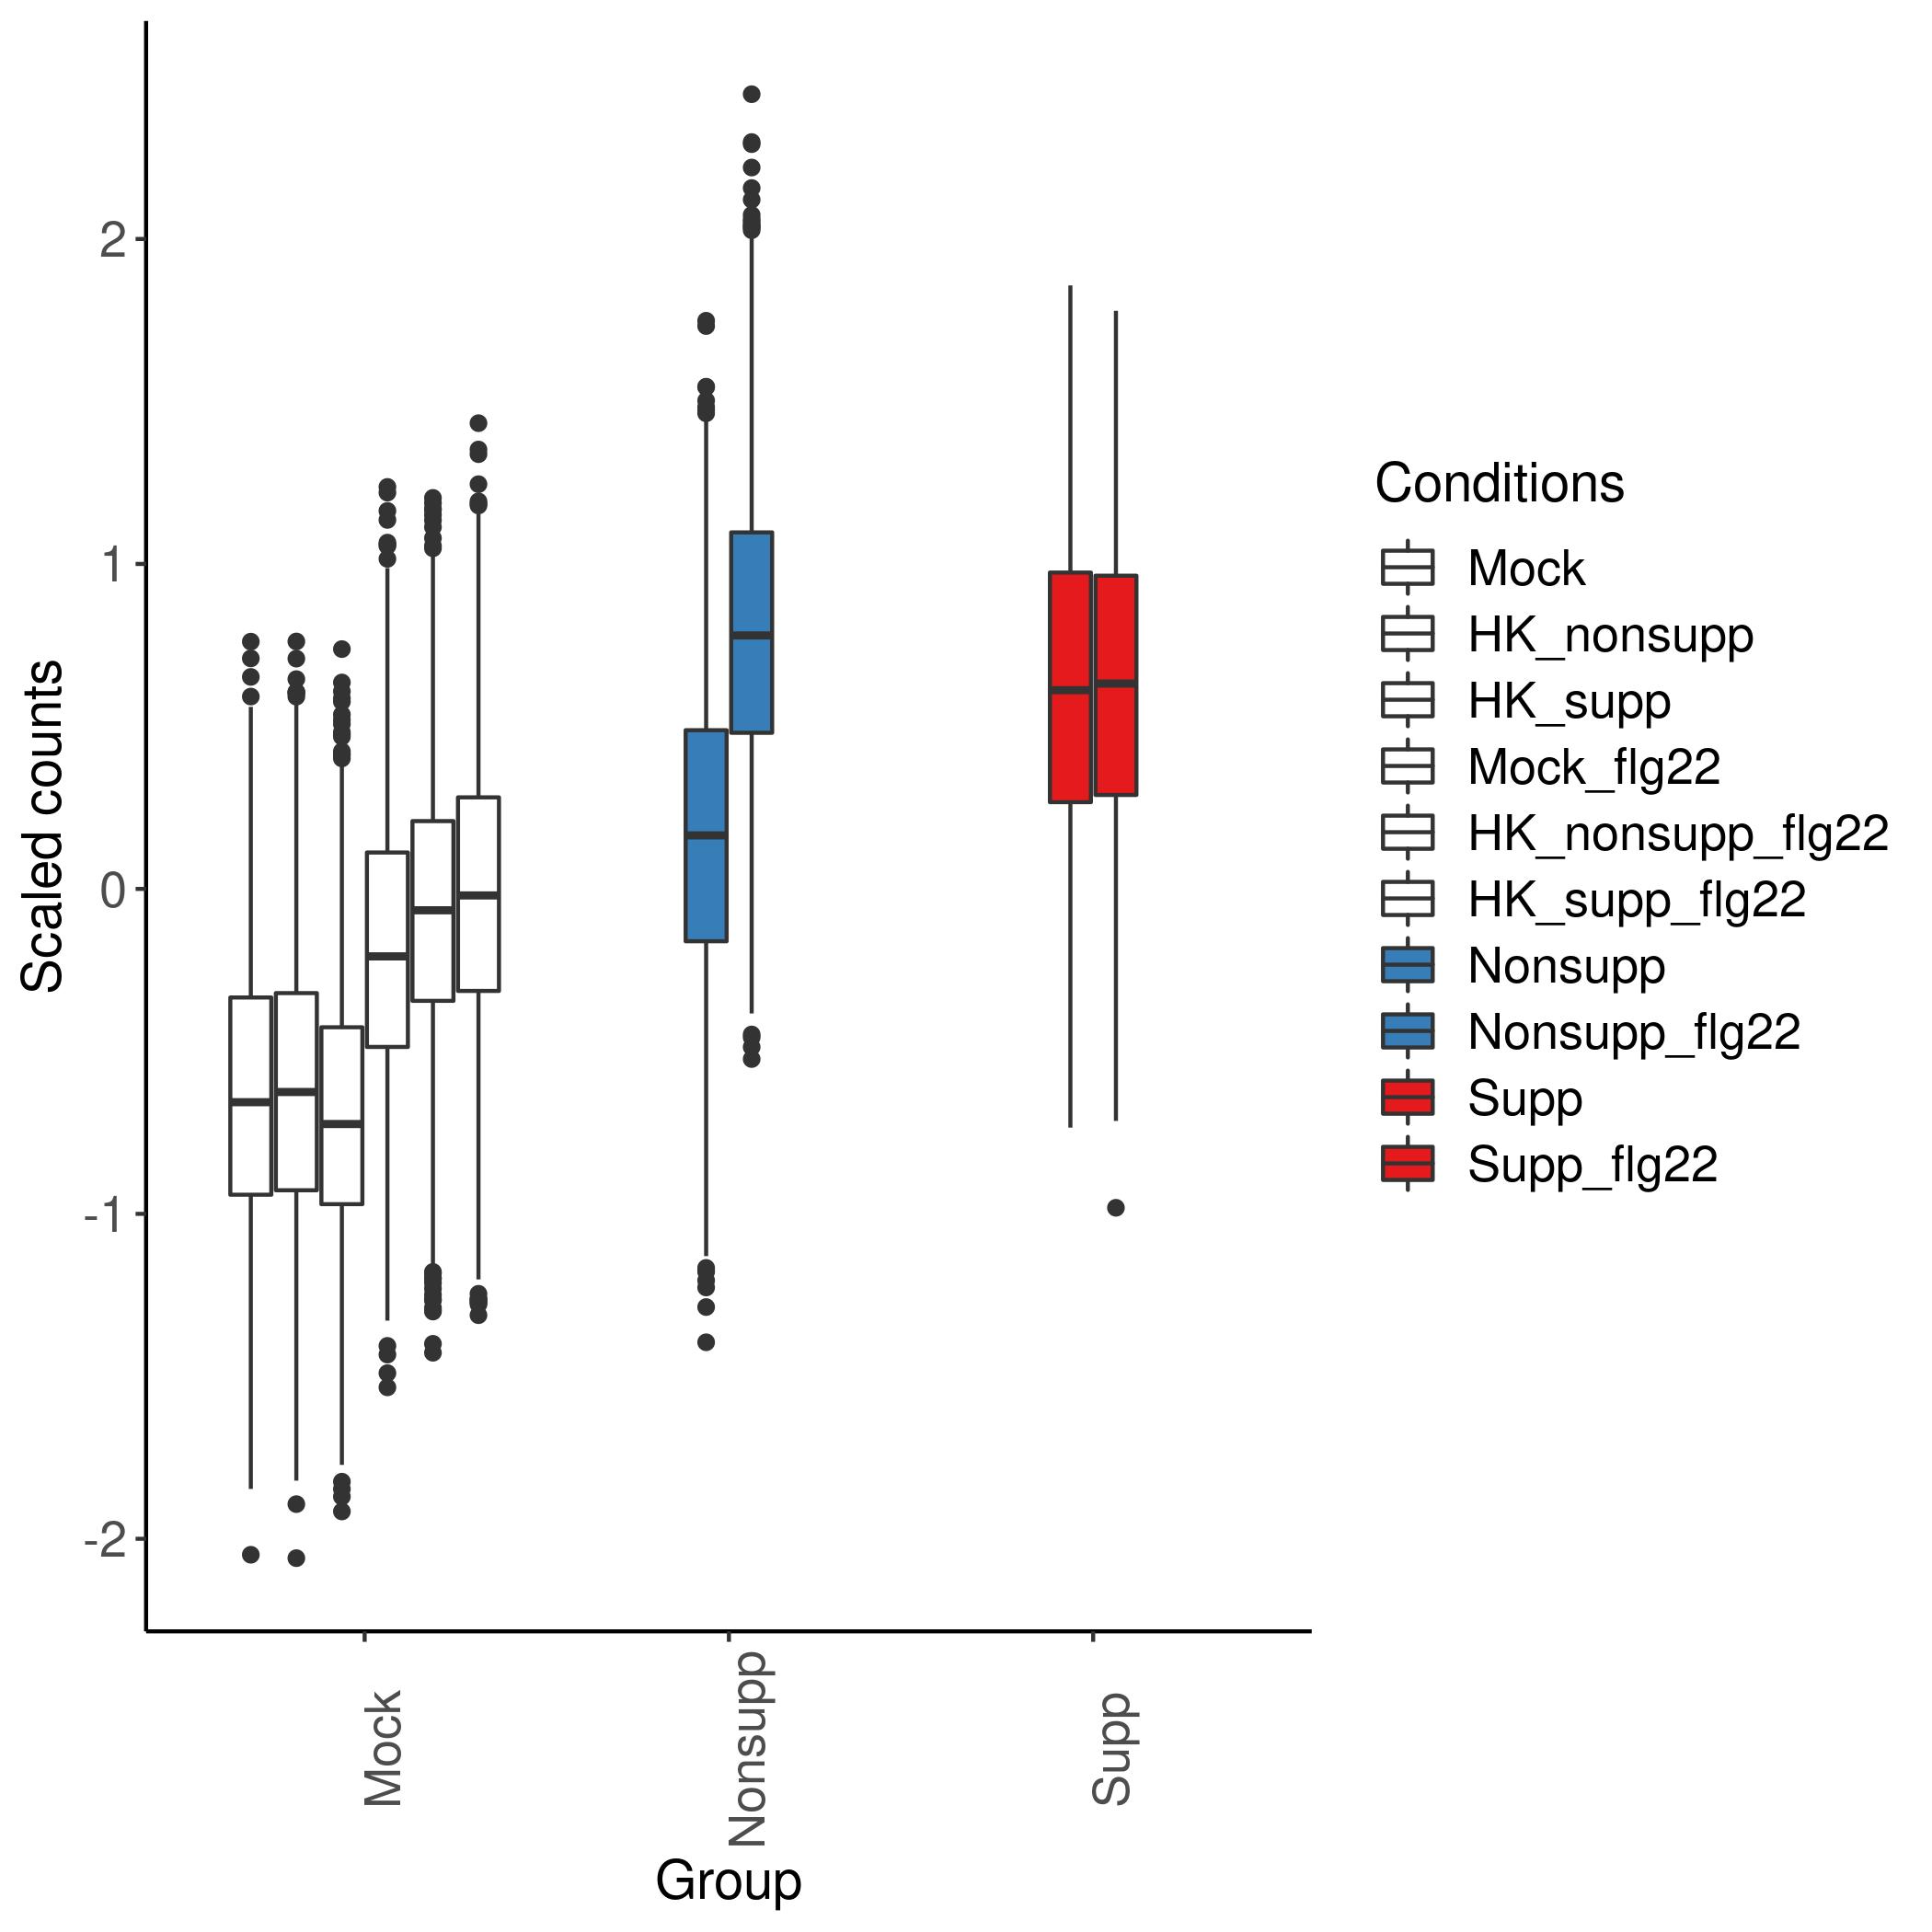 Scaled counts
2
1
0
-1
-2
Mock
Nonsupp
Supp
Group
Conditions
Mock
HK_nonsupp
HK_supp
Mock_flg22
HK_nonsupp_flg22
HK_supp_flg22
Nonsupp
Nonsupp_flg22
Supp
Supp_flg22